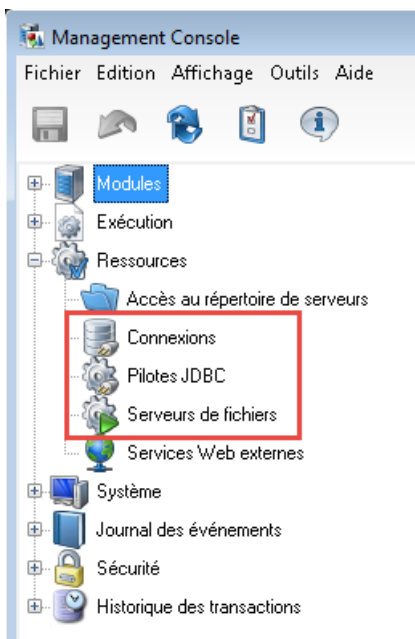 Management Console
Fichier Edition Affichage Outils Aide
Modules
Exécution
Ressources
Accès au répertoire de serveurs
Connexions
Pilotes JDBC
Serveurs de fichiers
Services Web externes
Système
Journal des événements
Sécurité
Historique des transactions